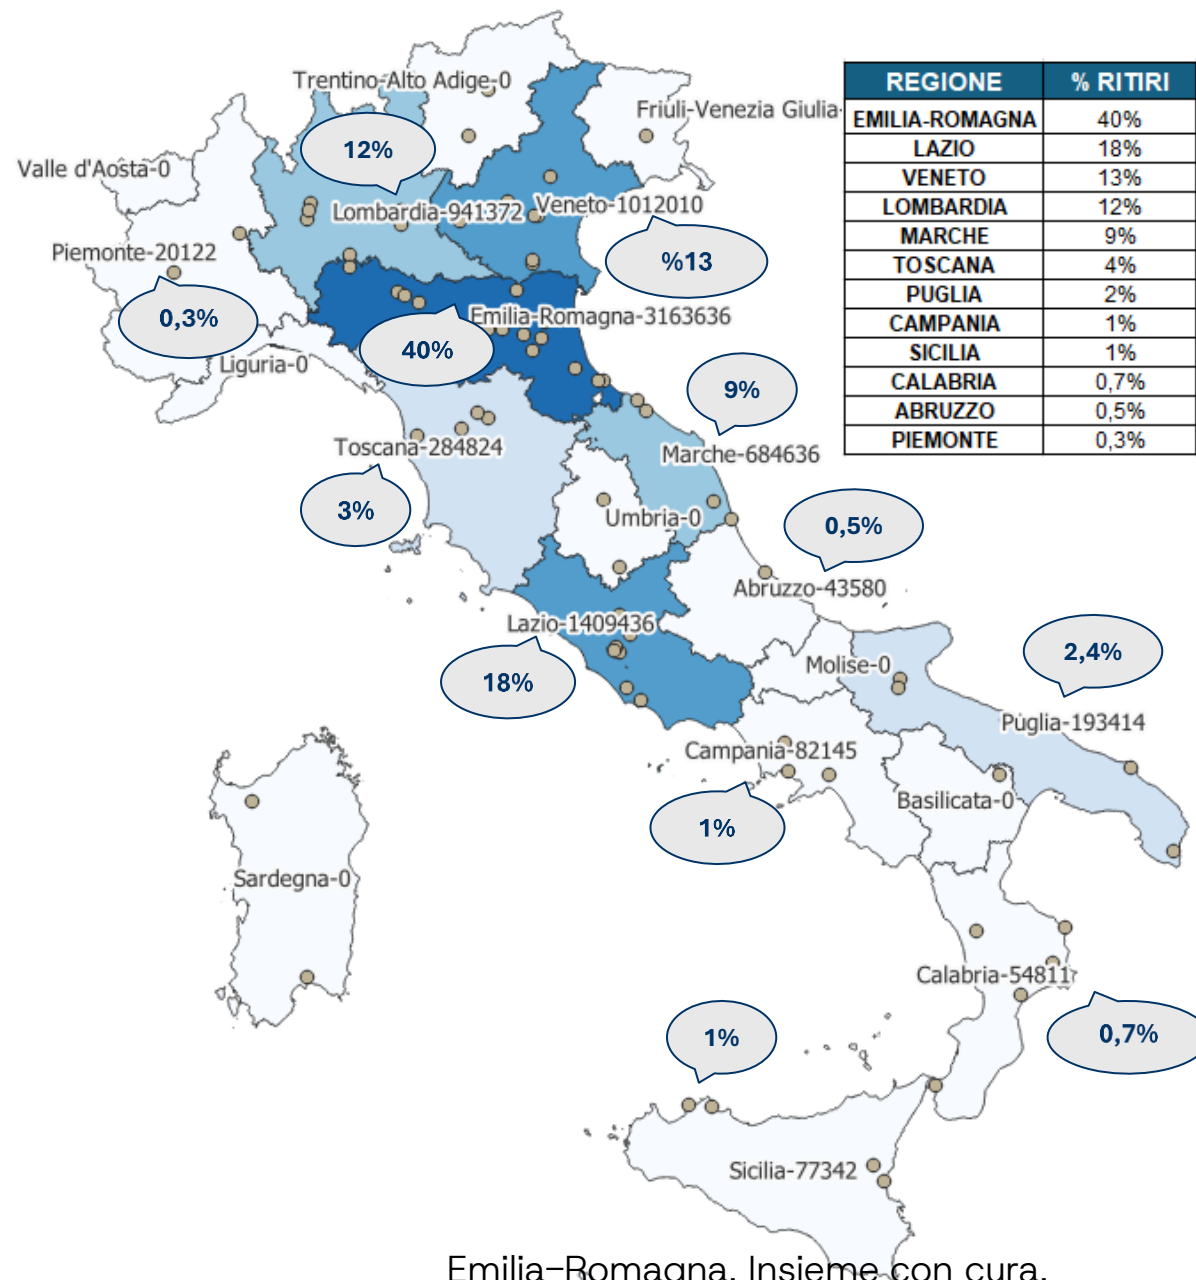 Trentino-Alto Adige-0
Friuli-Venezia Giulia-
REGIONE % RITIRI
EMILIA-ROMAGNA 40%
LAZIO 18%
VENETO 13%
LOMBARDIA 12%
MARCHE 9%
TOSCANA 4%
PUGLIA 2%
CAMPANIA 1%
SICILIA 1%
CALABRIA 0,7%
ABRUZZO 0,5%
PIEMONTE 0,3%
12%
Valle d'Aosta-0
Lombardia-941372
Veneto-1012010
Piemonte-20122
%13
0,3%
Emilia-Romagna-3163636
40%
Liguria-0
9%
Toscana-284824
Marche-684636
3%
Umbria-0
0,5%
Abruzzo-43580
Lazio-1409436
18%
Molise-0
2,4%
Puglia-193414
Campania-82145
1%
Basilicata-0
Sardegna-0
Calabria-54811
0,7%
1%
Sicilia-77342
Emilia-Romagna. Insieme con cura.